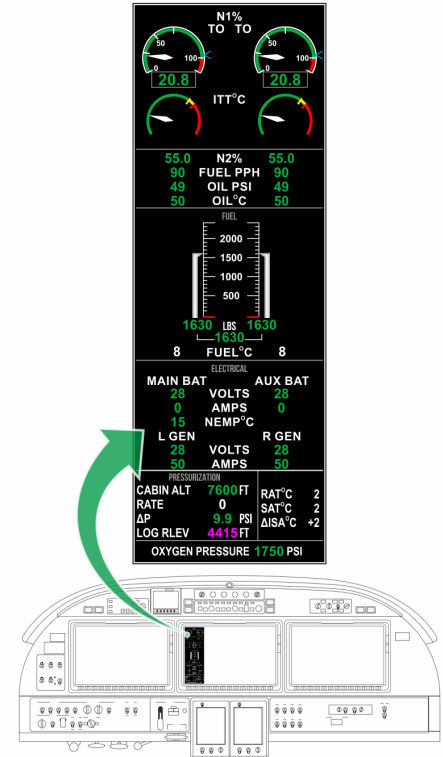 N1%
TO TO
50 50
100 100
0 0
20.8 20.8
ITT°C
55.0 N2% 55.0
90 FUEL PPH 90
49 OIL PSI 49
50 OIL°C 50
FUEL
2000
1500
1000
500
1630 LBS 1630
1630
8 FUEL°C 8
ELECTRICAL
MAIN BAT AUX BAT
28 VOLTS 28
0 AMPS 0
15 NEMP°C
L GEN R GEN
28 VOLTS 28
50 AMPS 50
PRESSURIZATION
CABIN ALT 7600 FT
RATE 0
ΔP 9.9 PSI
LOG RLEV 4415 FT
RAT°C 2
SAT°C 2
ΔISA°C +2
OXYGEN PRESSURE 1750 PSI